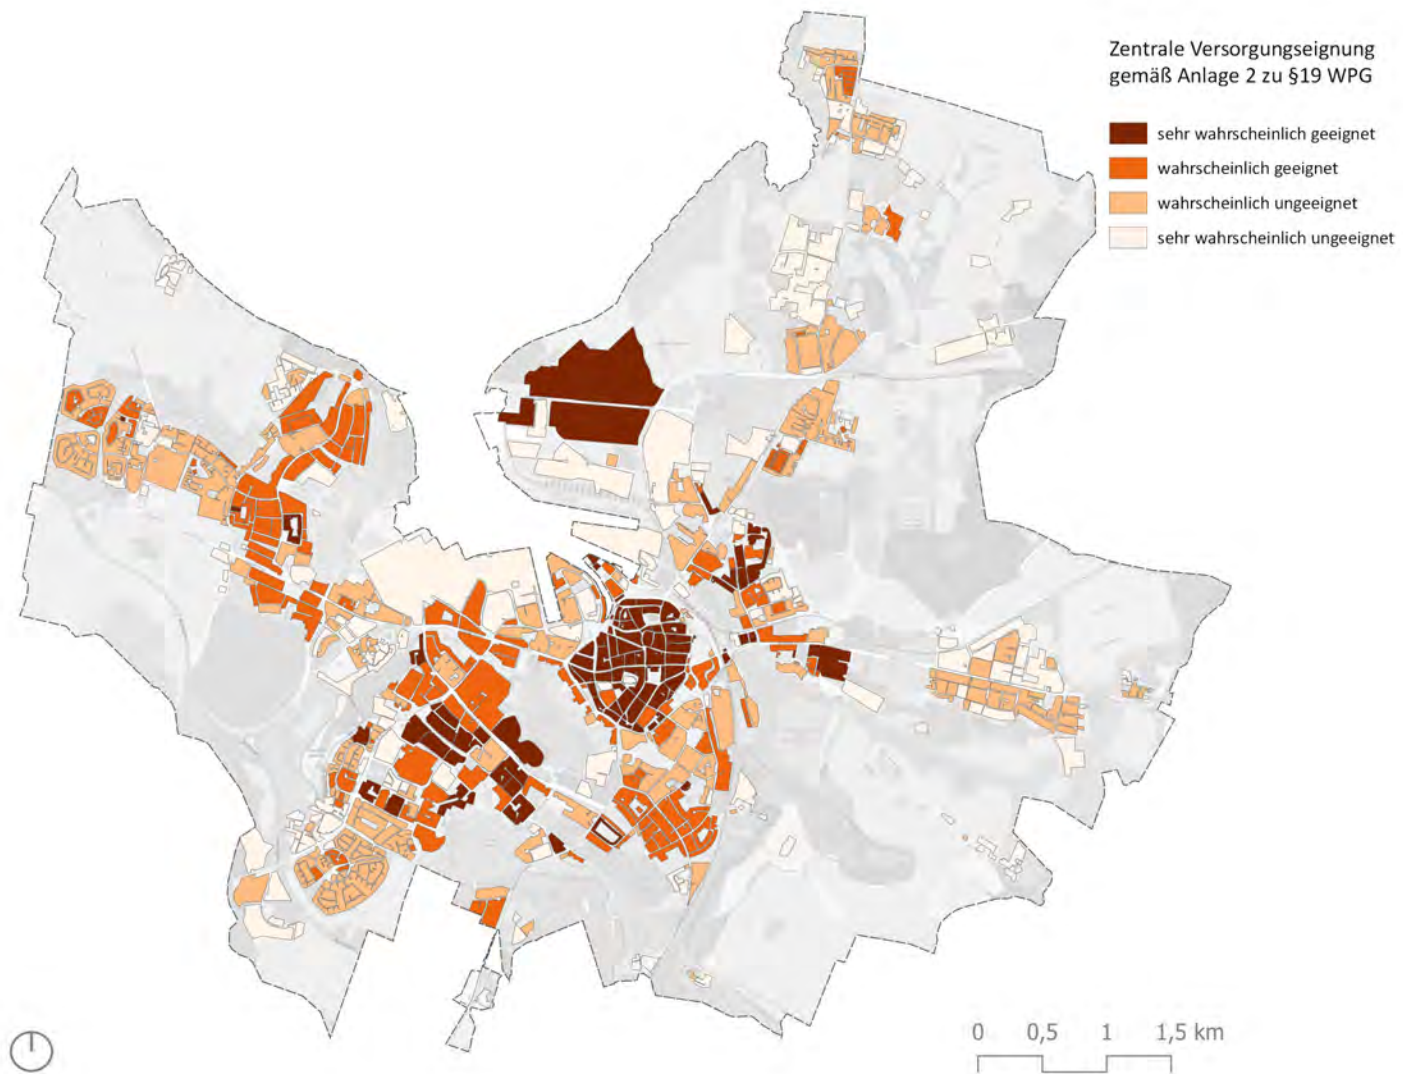 Zentrale Versorgungseignung
gemäß Anlage 2 zu §19 WPG
sehr wahrscheinlich geeignet
wahrscheinlich geeignet
wahrscheinlich ungeeignet
sehr wahrscheinlich ungeeignet
0 0,5 1 1,5 km